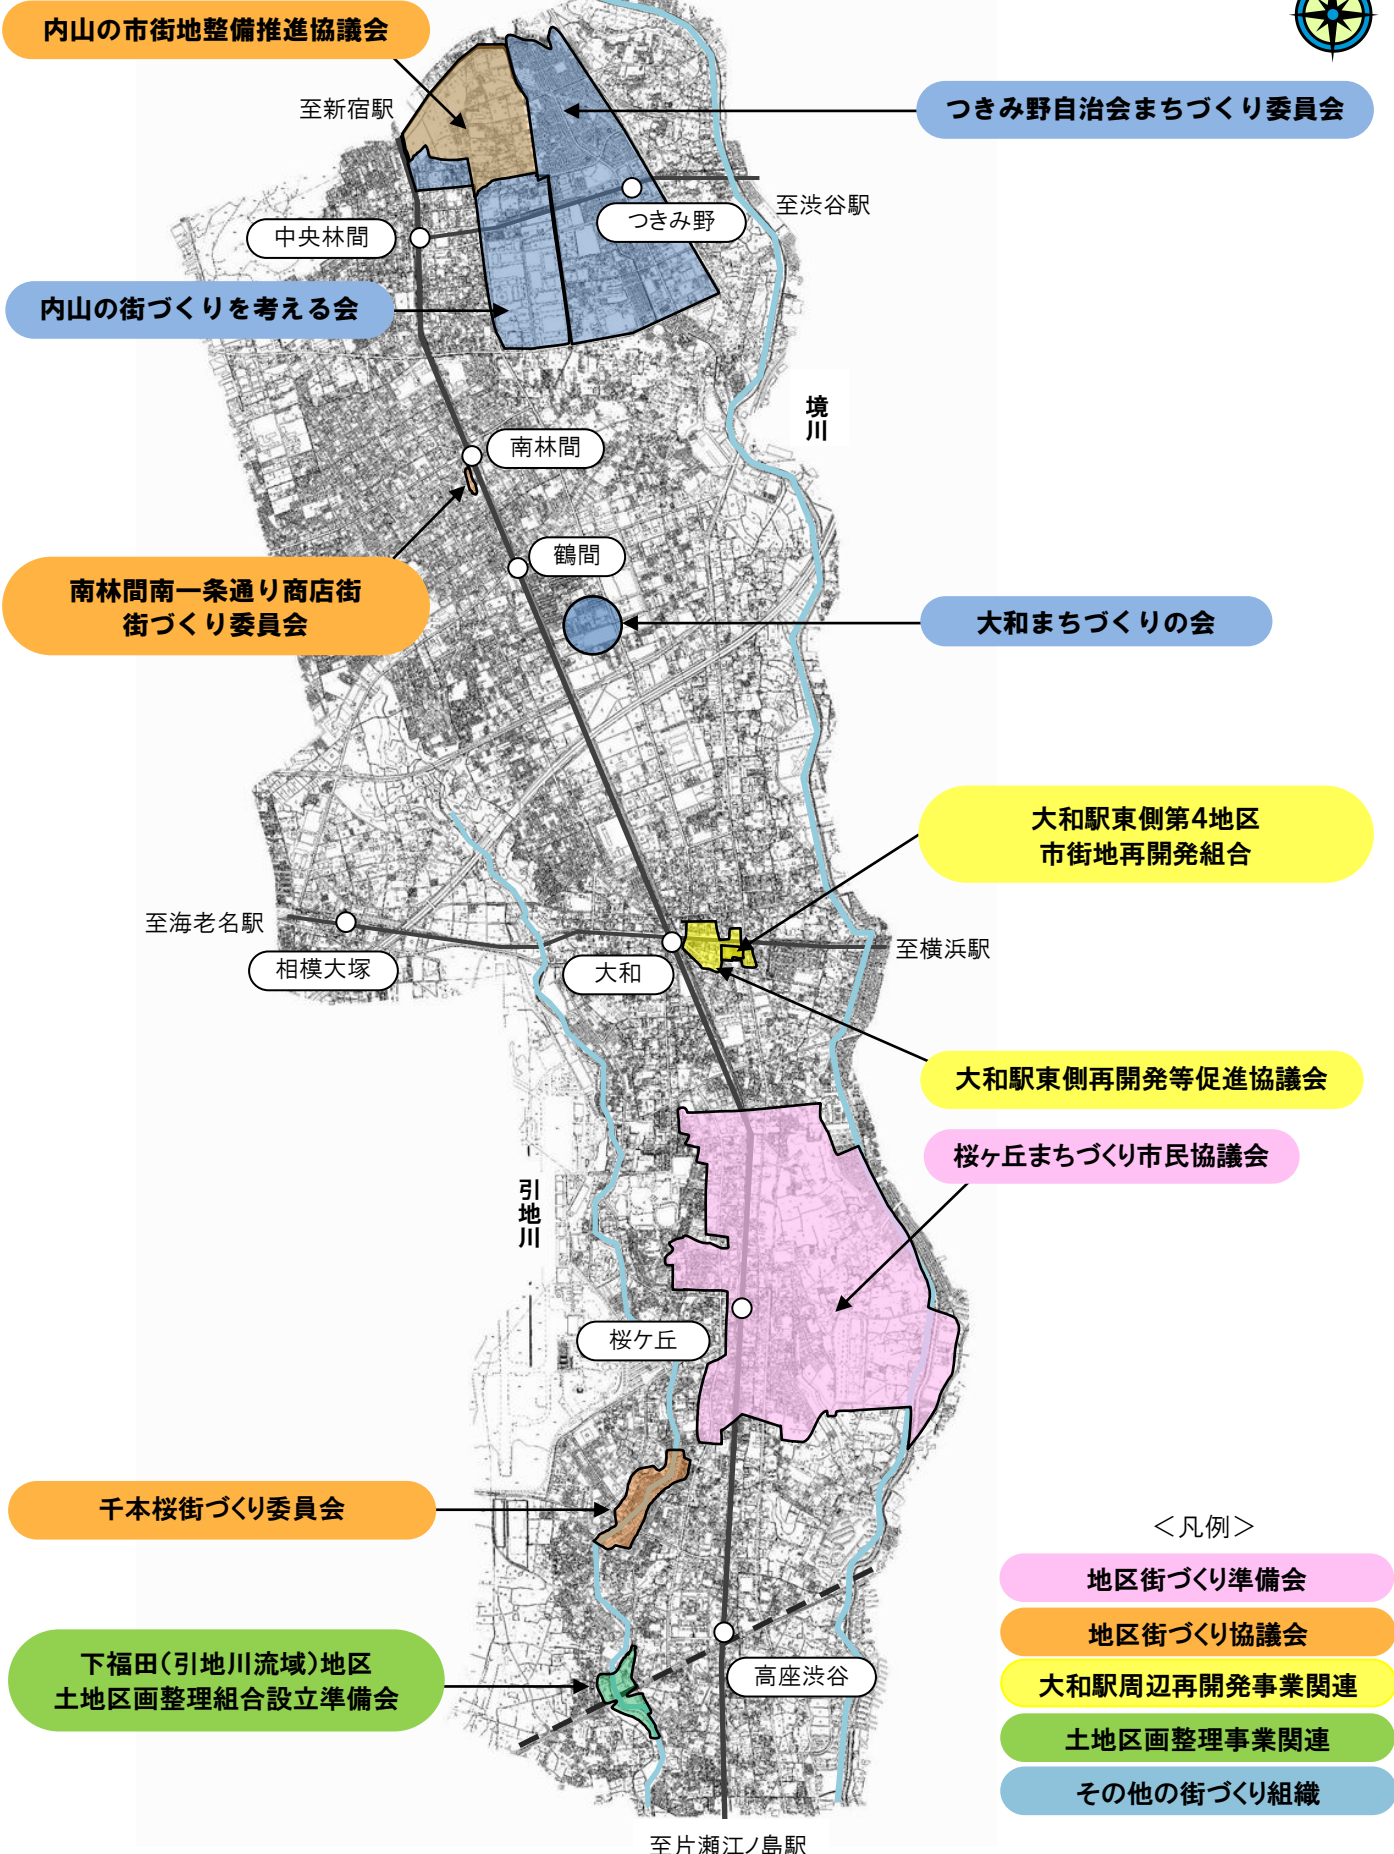 内山の市街地整備推進協議会
至新宿駅
つきみ野自治会まちづくり委員会
至渋谷駅
つきみ野
中央林間
内山の街づくりを考える会
境川
南林間
鶴間
南林間南一条通り商店街
街づくり委員会
大和まちづくりの会
大和駅東側第4地区
市街地再開発組合
至海老名駅
相模大塚
大和
至横浜駅
大和駅東側再開発等促進協議会
桜ヶ丘まちづくり市民協議会
引地川
桜ケ丘
千本桜街づくり委員会
下福田(引地川流域)地区
土地区画整理組合設立準備会
高座渋谷
至片瀬江ノ島駅
<凡例>
地区街づくり準備会
地区街づくり協議会
大和駅周辺再開発事業関連
土地区画整理事業関連
その他の街づくり組織